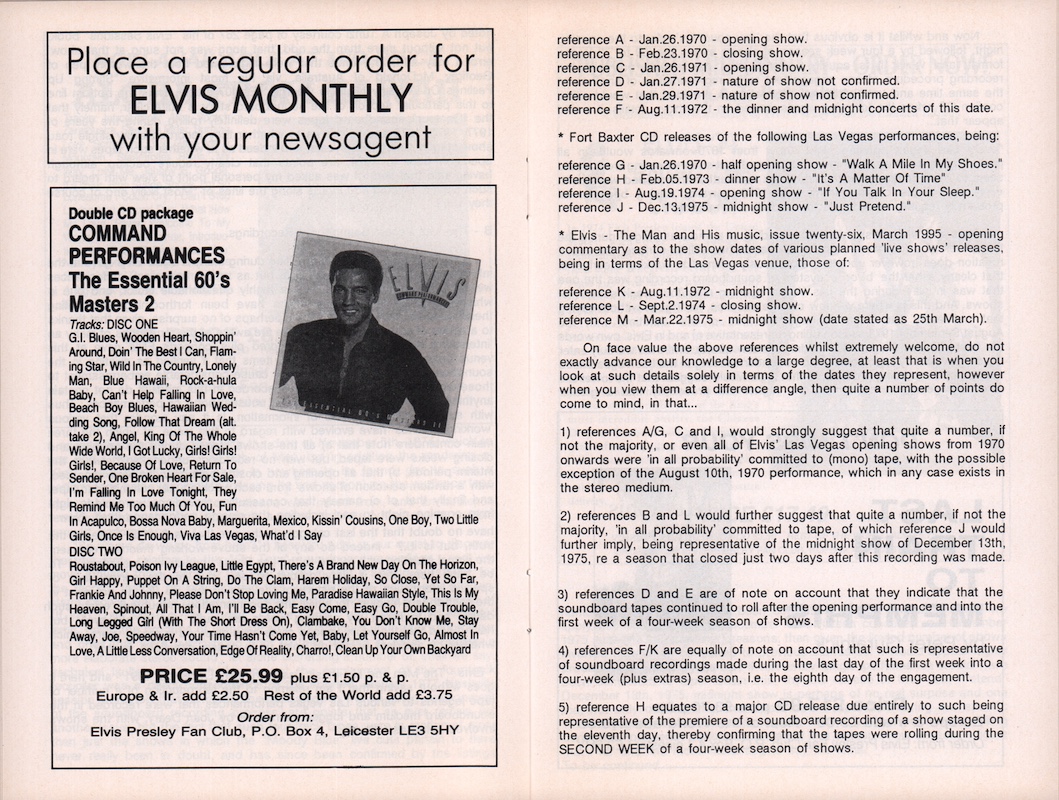 Place a regular order for
ELVIS MONTHLY
with your newsagent
Double CD package
COMMAND
PERFORMANCES
The Essential 60's
Masters 2
Tracks: DISC ONE
G.I. Blues, Wooden Heart, Shoppin'
Around, Doin' The Best I Can, Flam-
ing Star, Wild In The Country, Lonely
Man, Blue Hawaii, Rock-a-hula
Baby, Can't Help Falling In Love,
Beach Boy Blues, Hawaiian Wed-
ding Song, Follow That Dream (alt.
take 2), Angel, King Of The Whole
Wide World, I Got Lucky, Girls! Girls!
Girls!, Because Of Love, Return To
Sender, One Broken Heart For Sale,
I'm Falling In Love Tonight, They
Remind Me Too Much Of You, Fun
In Acapulco, Bossa Nova Baby, Marguerita, Mexico, Kissin' Cousins, One Boy, Two Little
Girls, Once Is Enough, Viva Las Vegas, What'd I Say
DISC TWO
Roustabout, Poison Ivy League, Little Egypt, There's A Brand New Day On The Horizon,
Girl Happy, Puppet On A String, Do The Clam, Harem Holiday, So Close, Yet So Far,
Frankie And Johnny, Please Don't Stop Loving Me, Paradise Hawaiian Style, This Is My
Heaven, Spinout, All That I Am, I'll Be Back, Easy Come, Easy Go, Double Trouble,
Long Legged Girl (With The Short Dress On), Clambake, You Don't Know Me, Stay
Away, Joe, Speedway, Your Time Hasn't Come Yet, Baby, Let Yourself Go, Almost In
Love, A Little Less Conversation, Edge Of Reality, Charro!, Clean Up Your Own Backyard
PRICE £25.99 plus £1.50 p. & p.
Europe & Ir. add £2.50 Rest of the World add £3.75
Order from:
Elvis Presley Fan Club, P.O. Box 4, Leicester LE3 5HY
ELVIS
COMMAND PERFORMANCES
THE ESSENTIAL 60'S MASTERS II
reference A - Jan.26.1970 - opening show.
reference B - Feb.23.1970 - closing show.
reference C - Jan.26.1971 - opening show.
reference D - Jan.27.1971 - nature of show not confirmed.
reference E - Jan.29.1971 - nature of show not confirmed.
reference F - Aug.11.1972 - the dinner and midnight concerts of this date.
* Fort Baxter CD releases of the following Las Vegas performances, being:
reference G - Jan.26.1970 - half opening show - "Walk A Mile In My Shoes."
reference H - Feb.05.1973 - dinner show - "It's A Matter Of Time"
reference I - Aug.19.1974 - opening show - "If You Talk In Your Sleep."
reference J - Dec.13.1975 - midnight show - "Just Pretend."
* Elvis - The Man and His music, issue twenty-six, March 1995 - opening
commentary as to the show dates of various planned 'live shows' releases,
being in terms of the Las Vegas venue, those of:
reference K - Aug.11.1972 - midnight show.
reference L - Sept.2.1974 - closing show.
reference M - Mar.22.1975 - midnight show (date stated as 25th March).
On face value the above references whilst extremely welcome, do not
exactly advance our knowledge to a large degree, at least that is when you
look at such details solely in terms of the dates they represent, however
when you view them at a difference angle, then quite a number of points do
come to mind, in that...
1) references A/G, C and I, would strongly suggest that quite a number, if
not the majority, or even all of Elvis' Las Vegas opening shows from 1970
onwards were 'in all probability' committed to (mono) tape, with the possible
exception of the August 10th, 1970 performance, which in any case exists in
the stereo medium.
2) references B and L would further suggest that quite a number, if not the
majority, 'in all probability' committed to tape, of which reference J would
further imply, being representative of the midnight show of December 13th,
1975, re a season that closed just two days after this recording was made.
3) references D and E are of note on account that they indicate that the
soundboard tapes continued to roll after the opening performance and into the
first week of a four-week season of shows.
4) references F/K are equally of note on account that such is representative
of soundboard recordings made during the last day of the first week into a
four-week (plus extras) season, i.e. the eighth day of the engagement.
5) reference H equates to a major CD release due entirely to such being
representative of the premiere of a soundboard recording of a show staged on
the eleventh day, thereby confirming that the tapes were rolling during the
SECOND WEEK of a four-week season of shows.